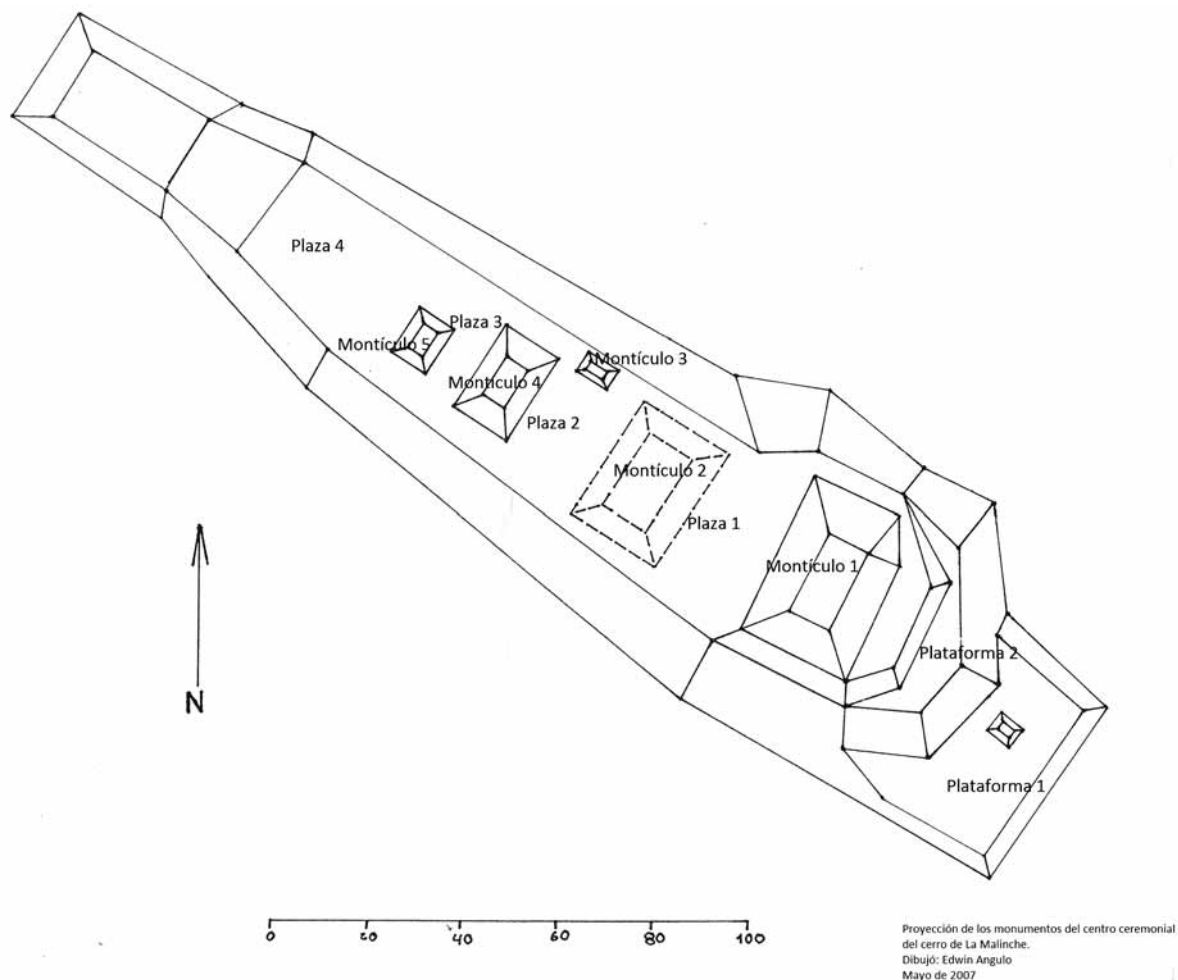 Plaza 4
Plaza 3
Montículo 5
Montículo 3
Montículo 4
Plaza 2
Montículo 2
Plaza 1
Montículo 1
Plataforma 2
N
Plataforma 1
0 20 40 60 80 100
Proyección de los monumentos del centro ceremonial
del cerro de La Malinche.
Dibujó: Edwin Angulo
Mayo de 2007